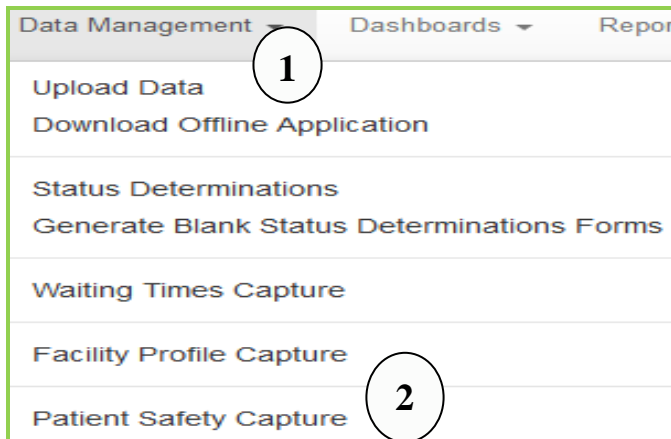 Data Management Dashboards Repor
1
Upload Data
Download Offline Application
Status Determinations
Generate Blank Status Determinations Forms
Waiting Times Capture
Facility Profile Capture
2
Patient Safety Capture